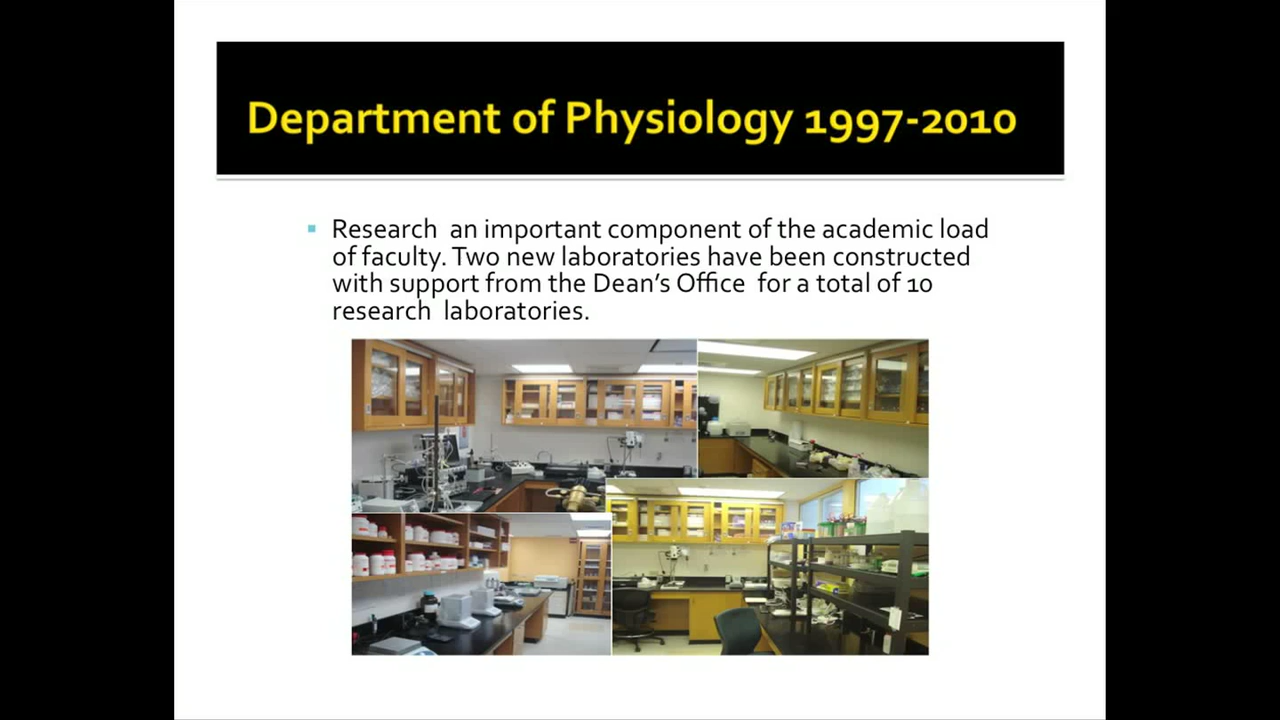 Department of Physiology 1997-2010
Research an important component of the academic load
of faculty. Two new laboratories have been constructed
with support from the Dean's Office for a total of 10
research laboratories.